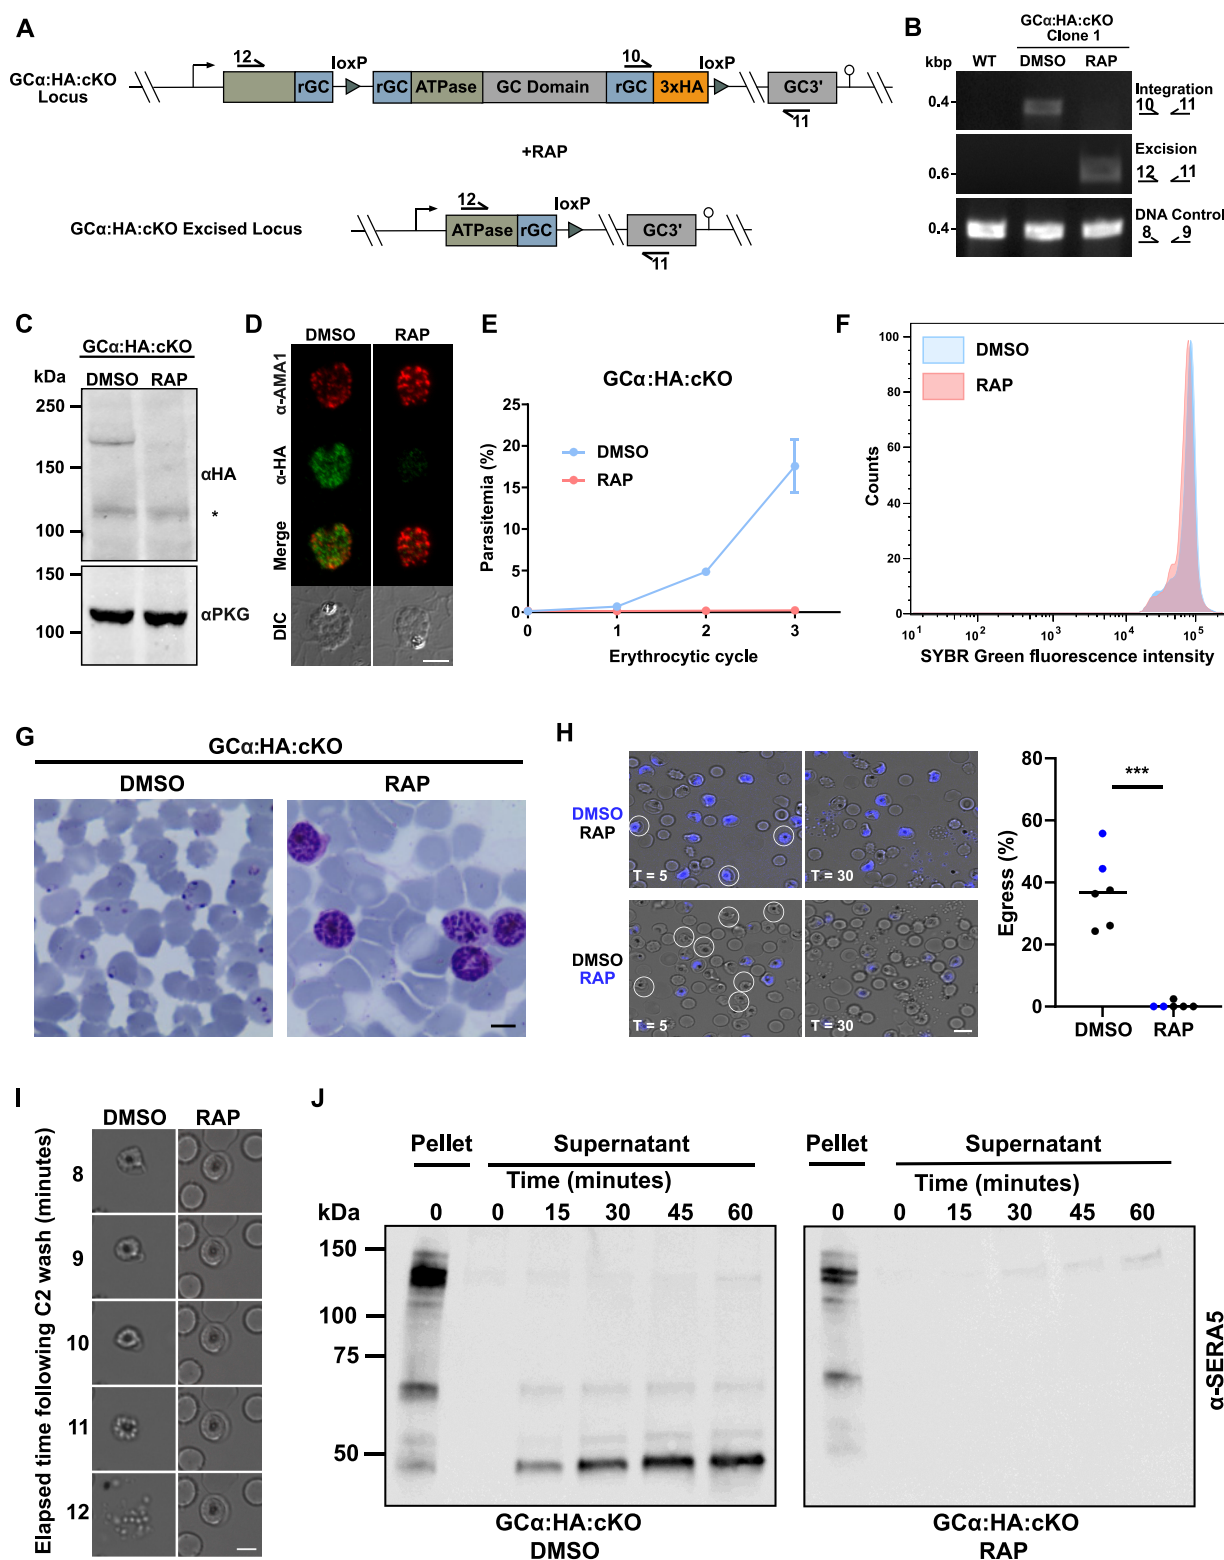 A
12
loxP
10
loxP
GCα:HA:cKO
Locus
rGC
rGC
ATPase
GC Domain
rGC
3xHA
GC3'
11
+RAP
12
loxP
GCα:HA:cKO Excised Locus
ATPase
rGC
GC3'
11
B
GCα:HA:cKO
Clone 1
kbp
WT
DMSO
RAP
0.4
Integration
10
11
0.6
Excision
12
11
0.4
DNA Control
8
9
C
GCα:HA:cKO
kDa
DMSO
RAP
250
150
100
αHA
*
150
100
αPKG
D
DMSO
RAP
α-AMA1
α-HA
Merge
DIC
E
GCα:HA:cKO
Parasitemia (%)
25
20
15
10
5
0
DMSO
RAP
0
1
2
3
Erythrocytic cycle
F
Counts
100
80
60
40
20
0
DMSO
RAP
10¹
10²
10³
10⁴
10⁵
SYBR Green fluorescence intensity
G
GCα:HA:cKO
DMSO
RAP
H
DMSO
RAP
T = 5
T = 30
DMSO
RAP
T = 5
T = 30
Egress (%)
80
60
40
20
0
***
DMSO
RAP
I
DMSO
RAP
Elapsed time following C2 wash (minutes)
8
9
10
11
12
J
Pellet
Supernatant
Time (minutes)
kDa
0
0
15
30
45
60
150
100
75
50
GCα:HA:cKO
DMSO
Pellet
Supernatant
Time (minutes)
0
0
15
30
45
60
α-SERA5
GCα:HA:cKO
RAP